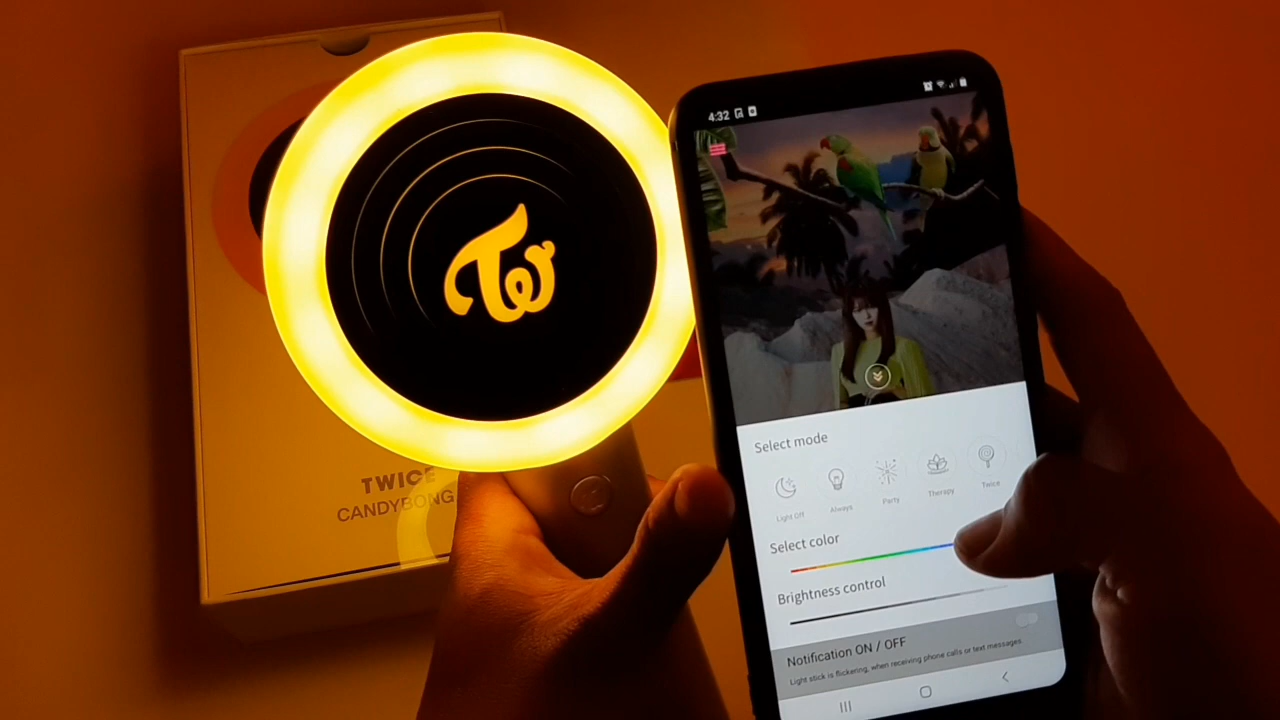 TW
TWICE
CANDYBONG
4:32
Select mode
Light Off
Always
Party
Therapy
Twice
Select color
Brightness control
Notification ON / OFF
Light stick is flickering, when receiving phone calls or text messages.